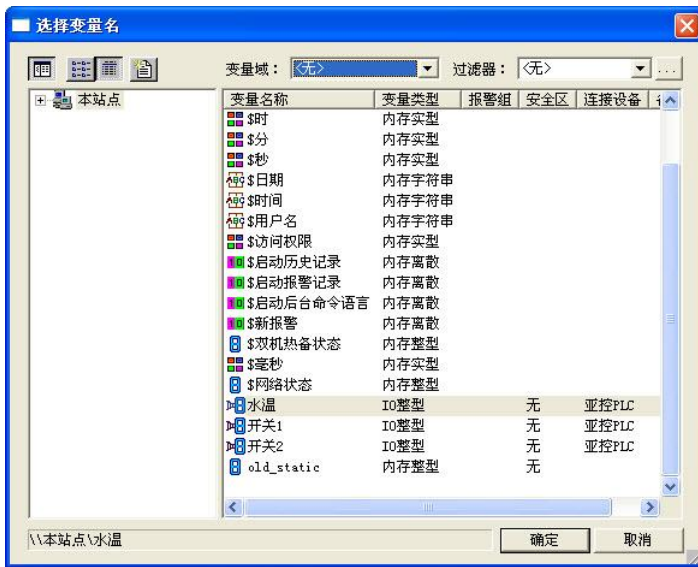 选择变量名
变量域： <无> 过滤器： <无> ...
本站点
变量名称 变量类型 报警组 安全区 连接设备
$时 内存实型
$分 内存实型
$秒 内存实型
$日期 内存字符串
$时间 内存字符串
$用户名 内存字符串
$访问权限 内存实型
$启动历史记录 内存离散
$启动报警记录 内存离散
$启动后台命令语言 内存离散
$新报警 内存离散
$双机热备状态 内存整型
$毫秒 内存实型
$网络状态 内存整型
水温 IO整型 无 亚控PLC
开关1 IO整型 无 亚控PLC
开关2 IO整型 无 亚控PLC
old_static 内存整型 无
\\本站点\水温 确定 取消